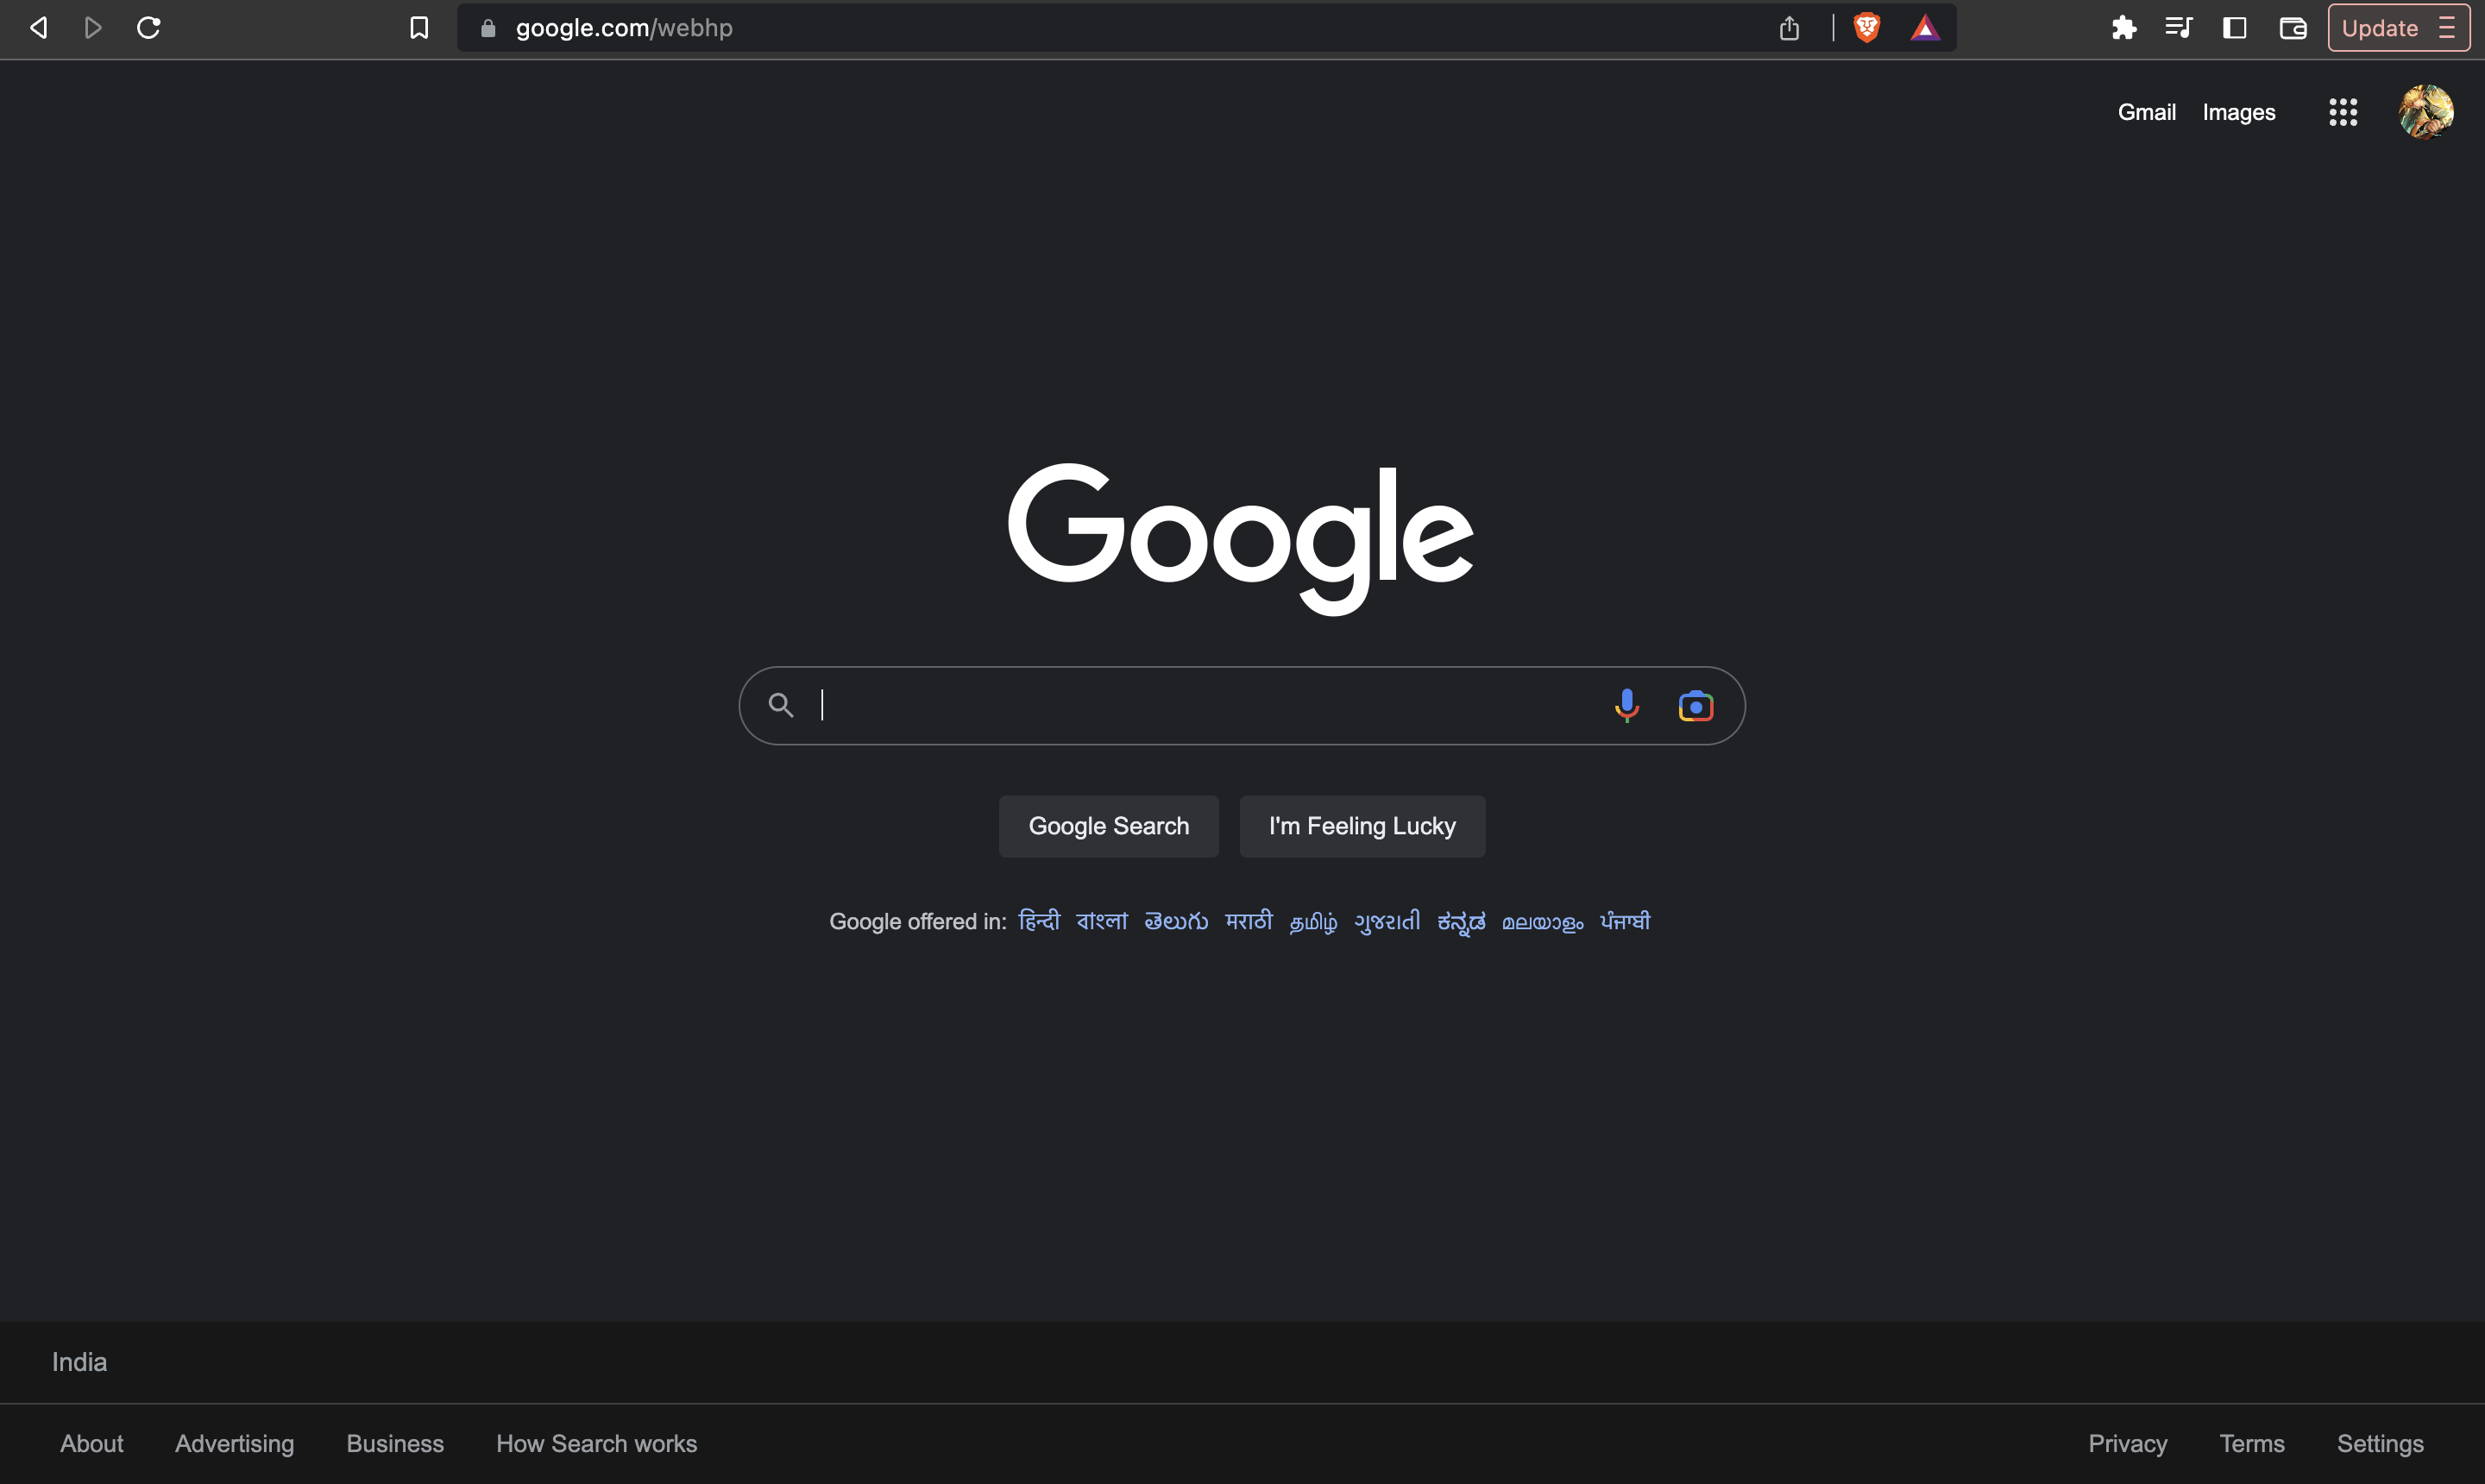 google.com/webhp
Update
Gmail Images
Google
Google Search I'm Feeling Lucky
Google offered in: हिन्दी বাংলা తెలుగు मराठी தமிழ் ગુજરાતી ಕನ್ನಡ മലയാളം ਪੰਜਾਬੀ
India
About Advertising Business How Search works Privacy Terms Settings